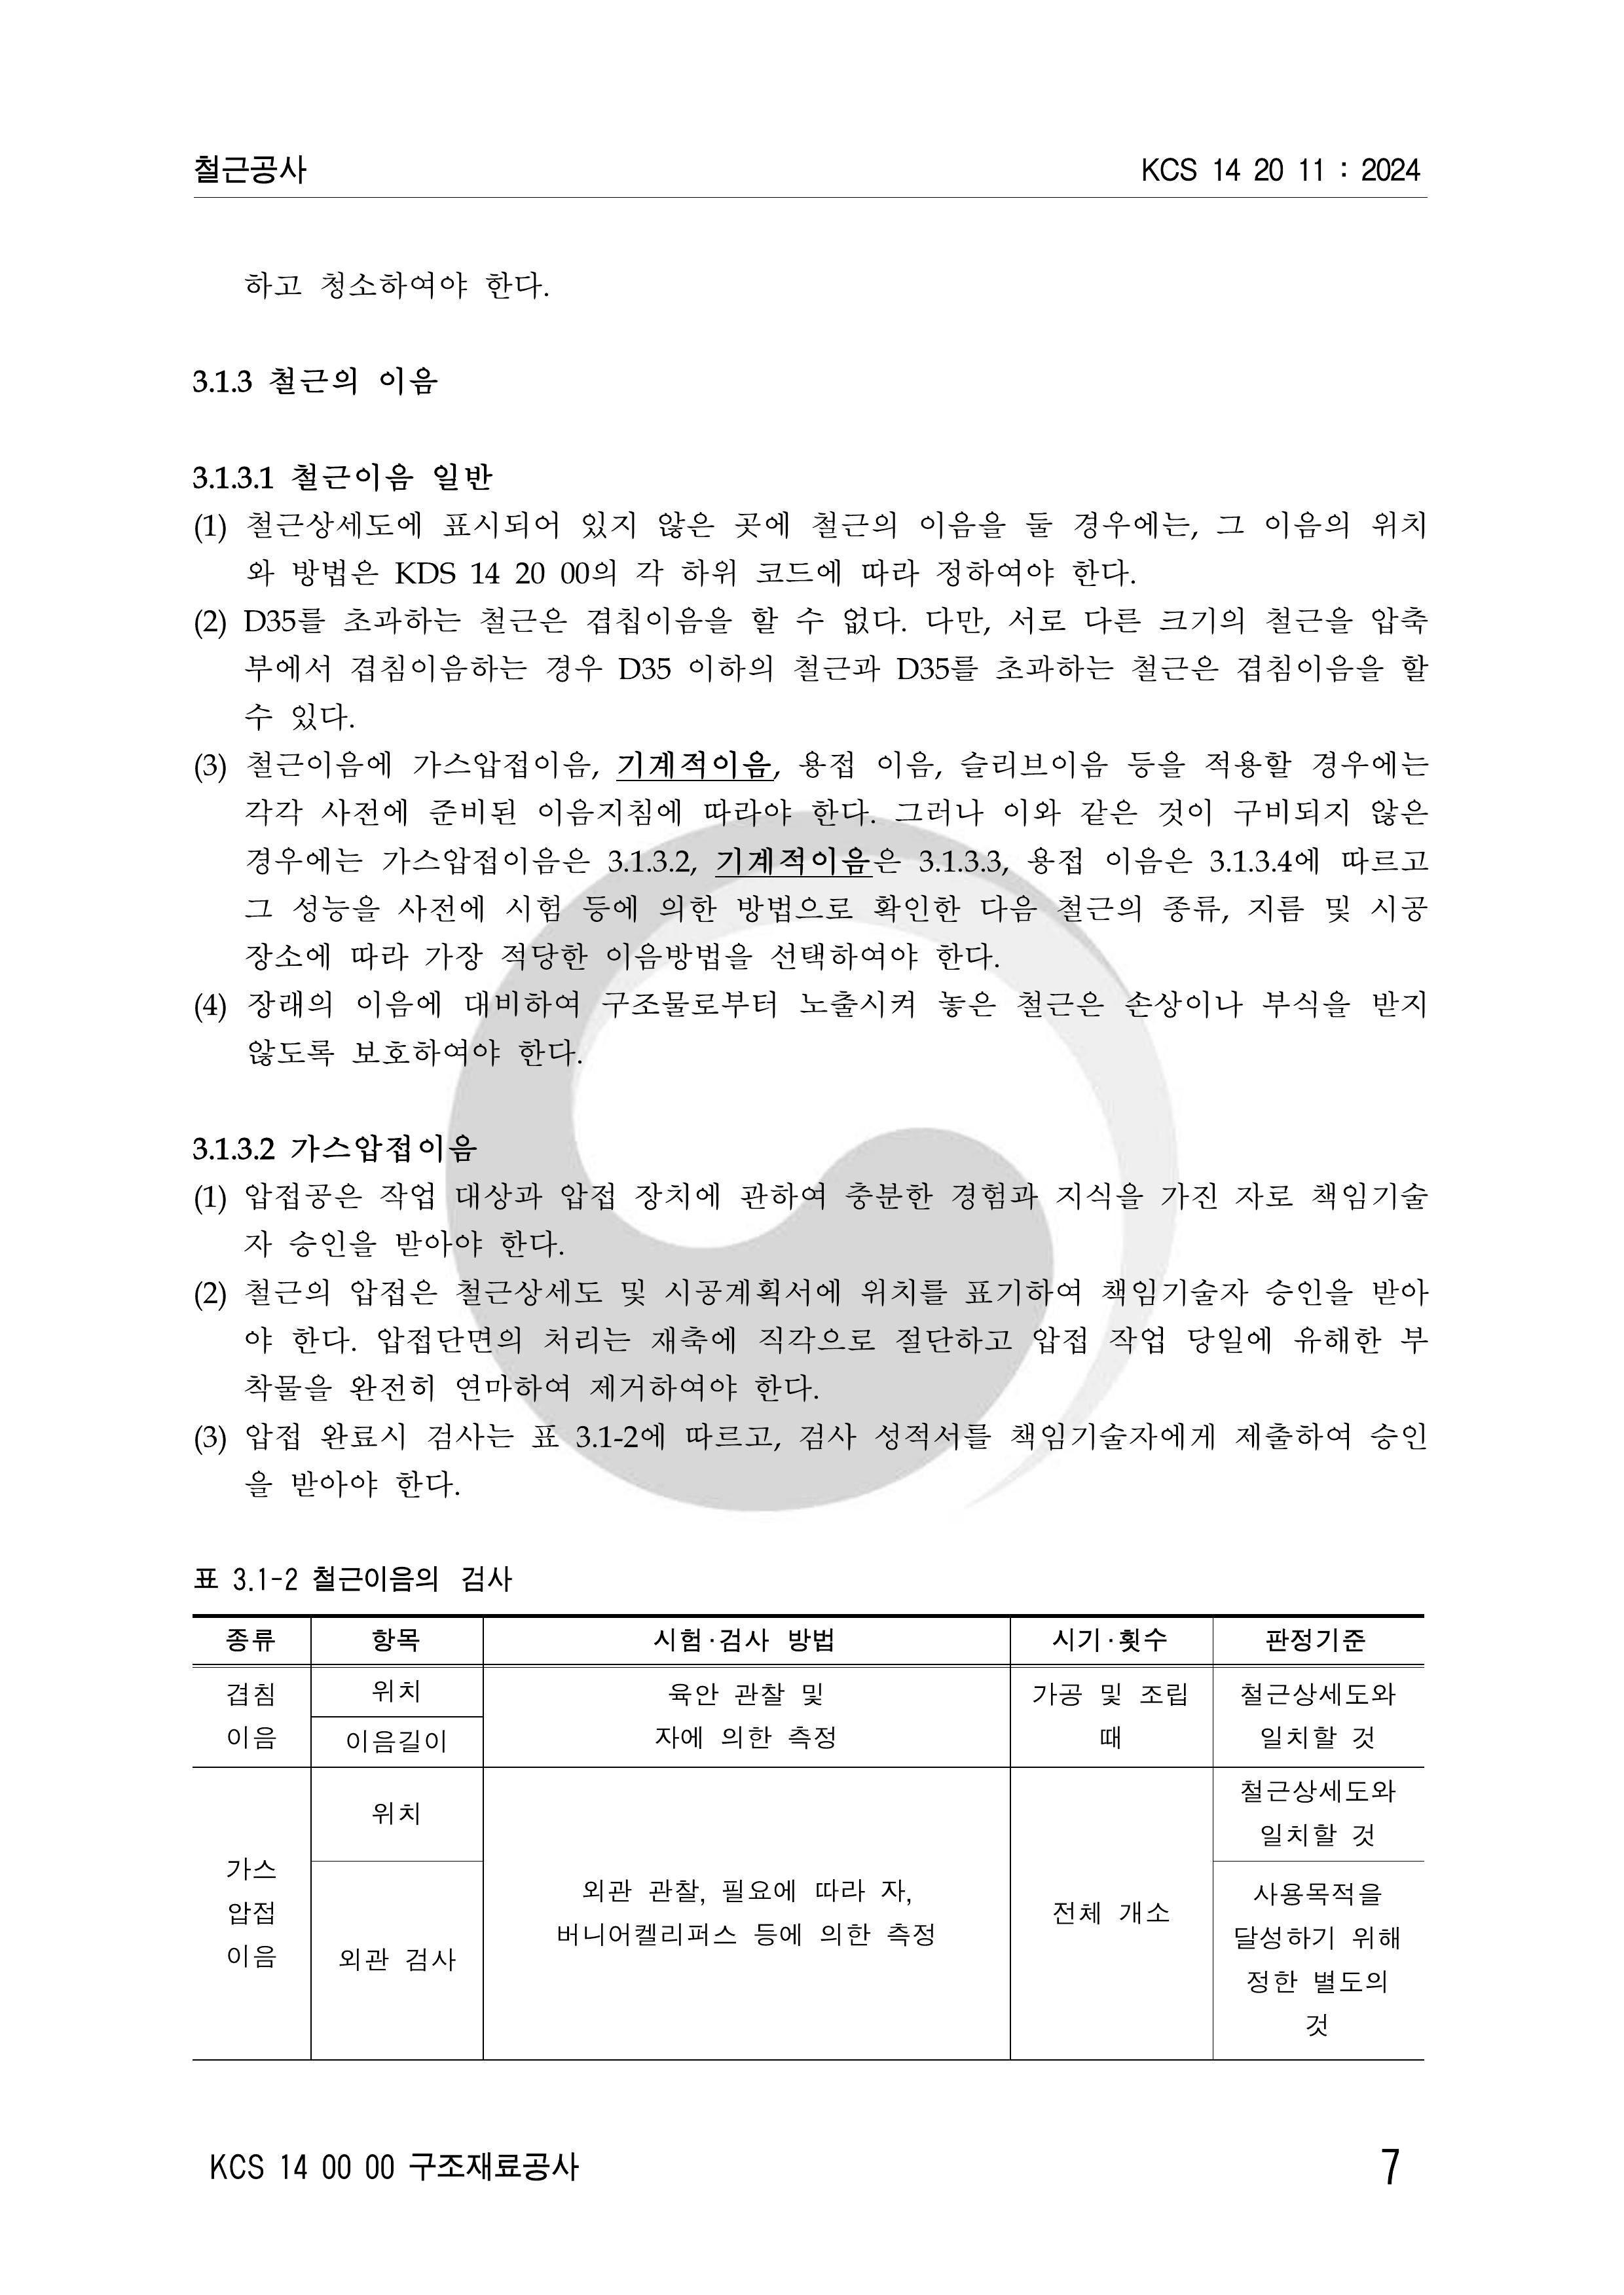 철근공사
KCS 14 20 11 : 2024
하고 청소하여야 한다.
3.1.3 철근의 이음
3.1.3.1 철근이음 일반
(1) 철근상세도에 표시되어 있지 않은 곳에 철근의 이음을 둘 경우에는, 그 이음의 위치
와 방법은 KDS 14 20 00의 각 하위 코드에 따라 정하여야 한다.
(2) D35를 초과하는 철근은 겹칩이음을 할 수 없다. 다만, 서로 다른 크기의 철근을 압축
부에서 겹침이음하는 경우 D35 이하의 철근과 D35를 초과하는 철근은 겹침이음을 할
수 있다.
(3) 철근이음에 가스압접이음, 기계적이음, 용접 이음, 슬리브이음 등을 적용할 경우에는
각각 사전에 준비된 이음지침에 따라야 한다. 그러나 이와 같은 것이 구비되지 않은
경우에는 가스압접이음은 3.1.3.2, 기계적이음은 3.1.3.3, 용접 이음은 3.1.3.4에 따르고
그 성능을 사전에 시험 등에 의한 방법으로 확인한 다음 철근의 종류, 지름 및 시공
장소에 따라 가장 적당한 이음방법을 선택하여야 한다.
(4) 장래의 이음에 대비하여 구조물로부터 노출시켜 놓은 철근은 손상이나 부식을 받지
않도록 보호하여야 한다.
3.1.3.2 가스압접이음
(1) 압접공은 작업 대상과 압접 장치에 관하여 충분한 경험과 지식을 가진 자로 책임기술
자 승인을 받아야 한다.
(2) 철근의 압접은 철근상세도 및 시공계획서에 위치를 표기하여 책임기술자 승인을 받아
야 한다. 압접단면의 처리는 재축에 직각으로 절단하고 압접 작업 당일에 유해한 부
착물을 완전히 연마하여 제거하여야 한다.
(3) 압접 완료시 검사는 표 3.1-2에 따르고, 검사 성적서를 책임기술자에게 제출하여 승인
을 받아야 한다.
표 3.1-2 철근이음의 검사
종류 항목 시험·검사 방법 시기·횟수 판정기준
겹침
이음
위치
이음길이
육안 관찰 및
자에 의한 측정
가공 및 조립
때
철근상세도와
일치할 것
가스
압접
이음
위치
외관 검사
외관 관찰, 필요에 따라 자,
버니어켈리퍼스 등에 의한 측정
전체 개소
철근상세도와
일치할 것
사용목적을
달성하기 위해
정한 별도의
것
KCS 14 00 00 구조재료공사
7